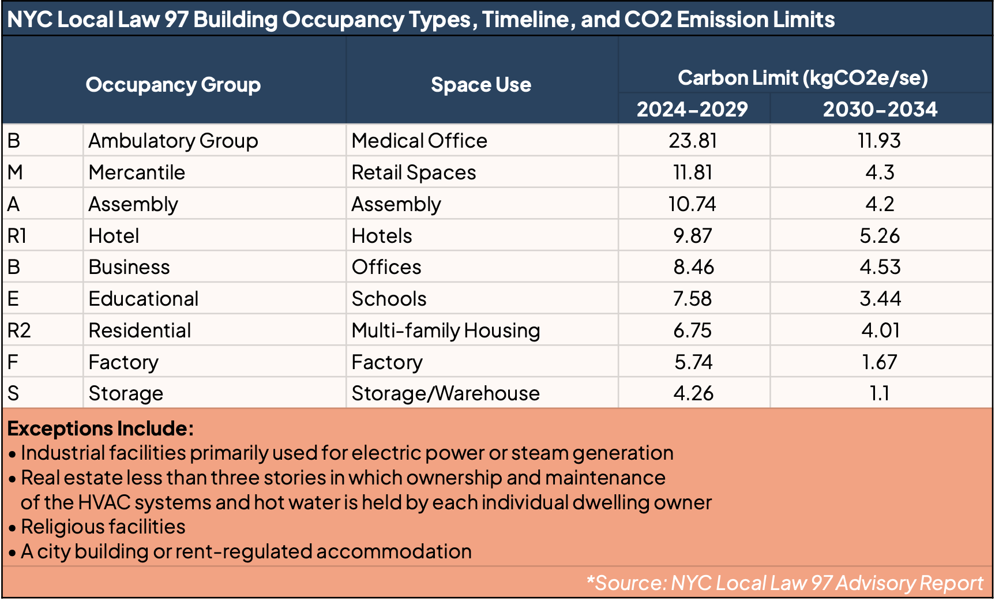 NYC Local Law 97 Building Occupancy Types, Timeline, and CO2 Emission Limits
Occupancy Group Space Use Carbon Limit (kgCO2e/se)
2024–2029 2030–2034
B Ambulatory Group Medical Office 23.81 11.93
M Mercantile Retail Spaces 11.81 4.3
A Assembly Assembly 10.74 4.2
R1 Hotel Hotels 9.87 5.26
B Business Offices 8.46 4.53
E Educational Schools 7.58 3.44
R2 Residential Multi-family Housing 6.75 4.01
F Factory Factory 5.74 1.67
S Storage Storage/Warehouse 4.26 1.1
Exceptions Include:
• Industrial facilities primarily used for electric power or steam generation
• Real estate less than three stories in which ownership and maintenance
of the HVAC systems and hot water is held by each individual dwelling owner
• Religious facilities
• A city building or rent-regulated accommodation
*Source: NYC Local Law 97 Advisory Report